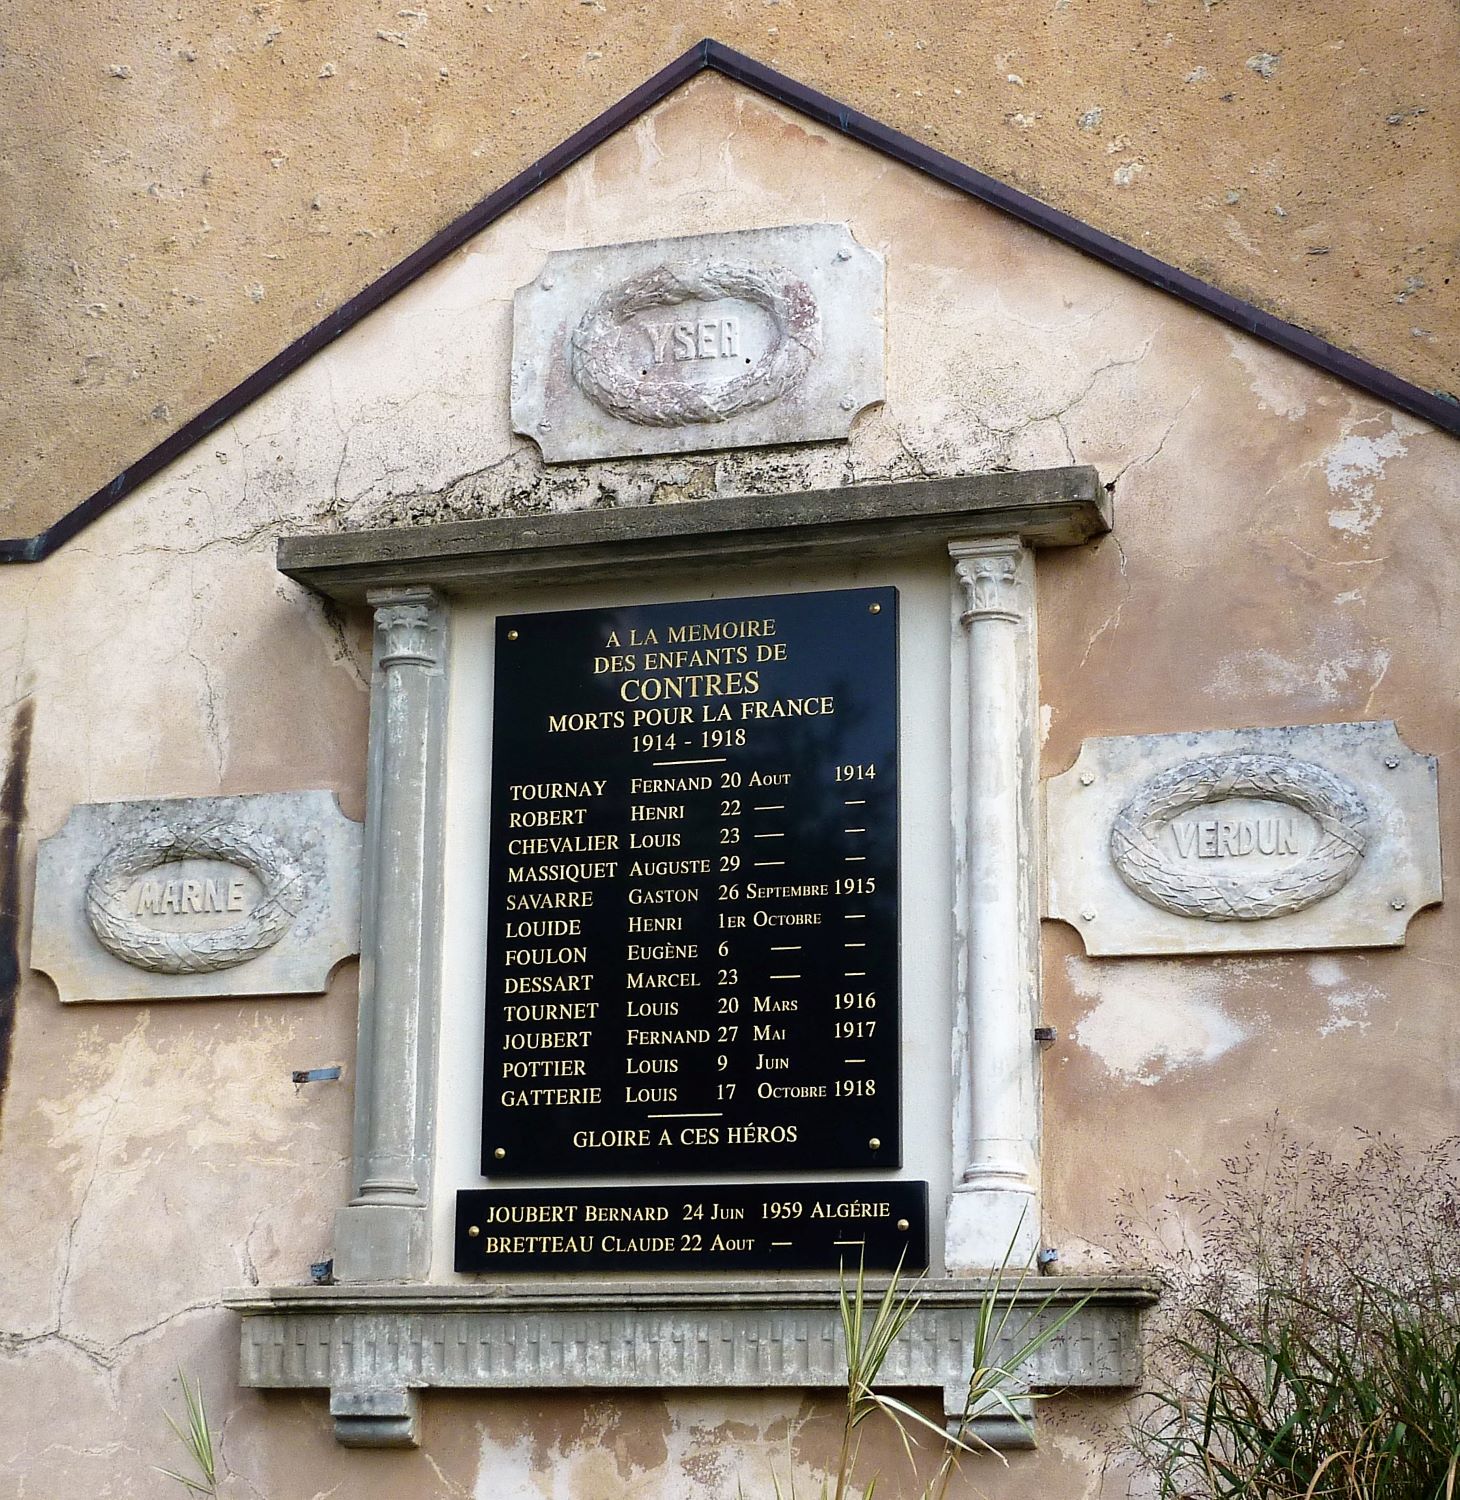 YSER
MARNE
VERDUN
A LA MEMOIRE
DES ENFANTS DE
CONTRES
MORTS POUR LA FRANCE
1914 - 1918
TOURNAY FERNAND 20 AOUT 1914
ROBERT HENRI 22 — —
CHEVALIER LOUIS 23 — —
MASSIQUET AUGUSTE 29 — —
SAVARRE GASTON 26 SEPTEMBRE 1915
LOUIDE HENRI 1ER OCTOBRE —
FOULON EUGÈNE 6 — —
DESSART MARCEL 23 — —
TOURNET LOUIS 20 MARS 1916
JOUBERT FERNAND 27 MAI 1917
POTTIER LOUIS 9 JUIN —
GATTERIE LOUIS 17 OCTOBRE 1918
GLOIRE A CES HÉROS
JOUBERT BERNARD 24 JUIN 1959 ALGÉRIE
BRETTEAU CLAUDE 22 AOUT — —